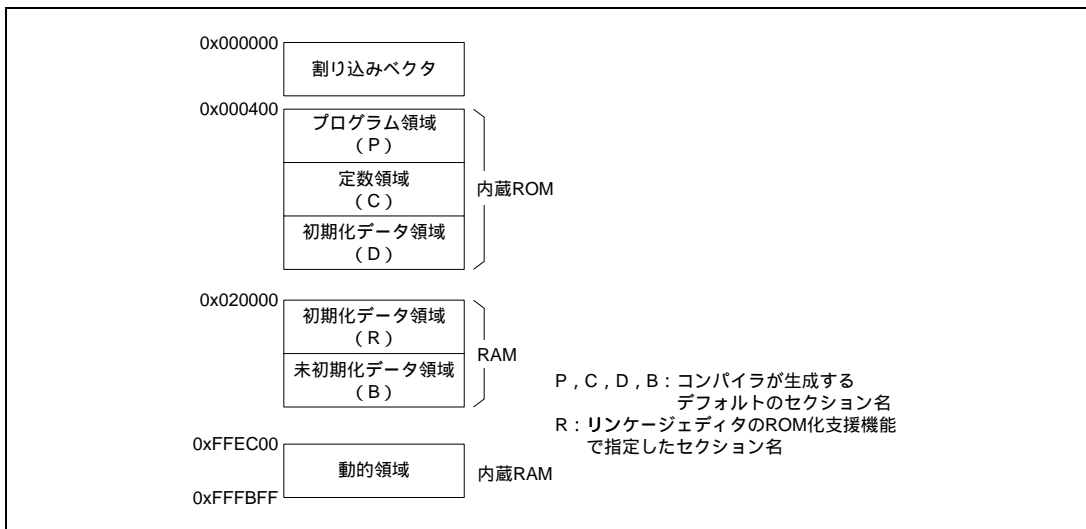 0x000000
割り込みベクタ
0x000400
プログラム領域
（P）
定数領域
（C）
初期化データ領域
（D）
内蔵ROM
0x020000
初期化データ領域
（R）
未初期化データ領域
（B）
RAM
P，C，D，B：コンパイラが生成する
デフォルトのセクション名
R：リンケージェディタのROM化支援機能
で指定したセクション名
0xFFEC00
動的領域
内蔵RAM
0xFFFBFF